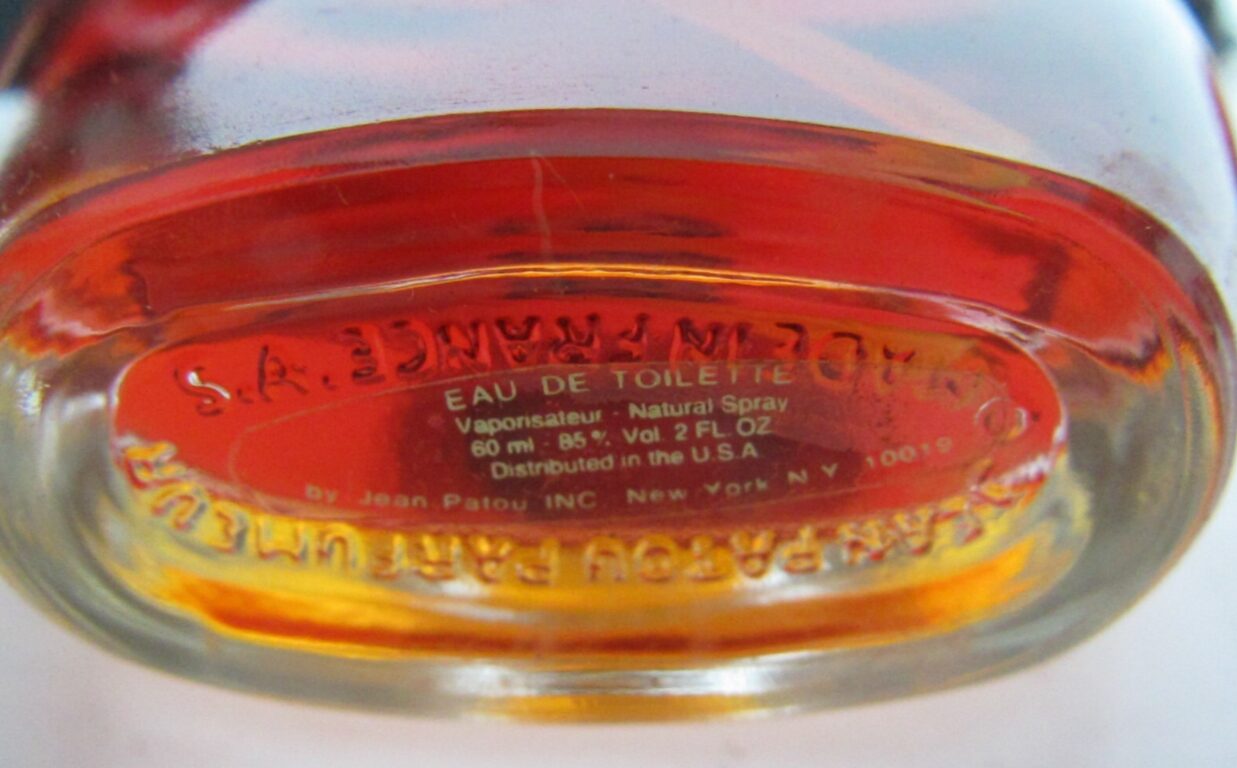 S.A. MADE IN FRANCE
EAU DE TOILETTE
Vaporisateur · Natural Spray
60 ml · 85% Vol. 2 FL. OZ
Distributed in the U.S.A
by Jean Patou INC New York N Y 10019
JEAN PATOU PARFUMEUR